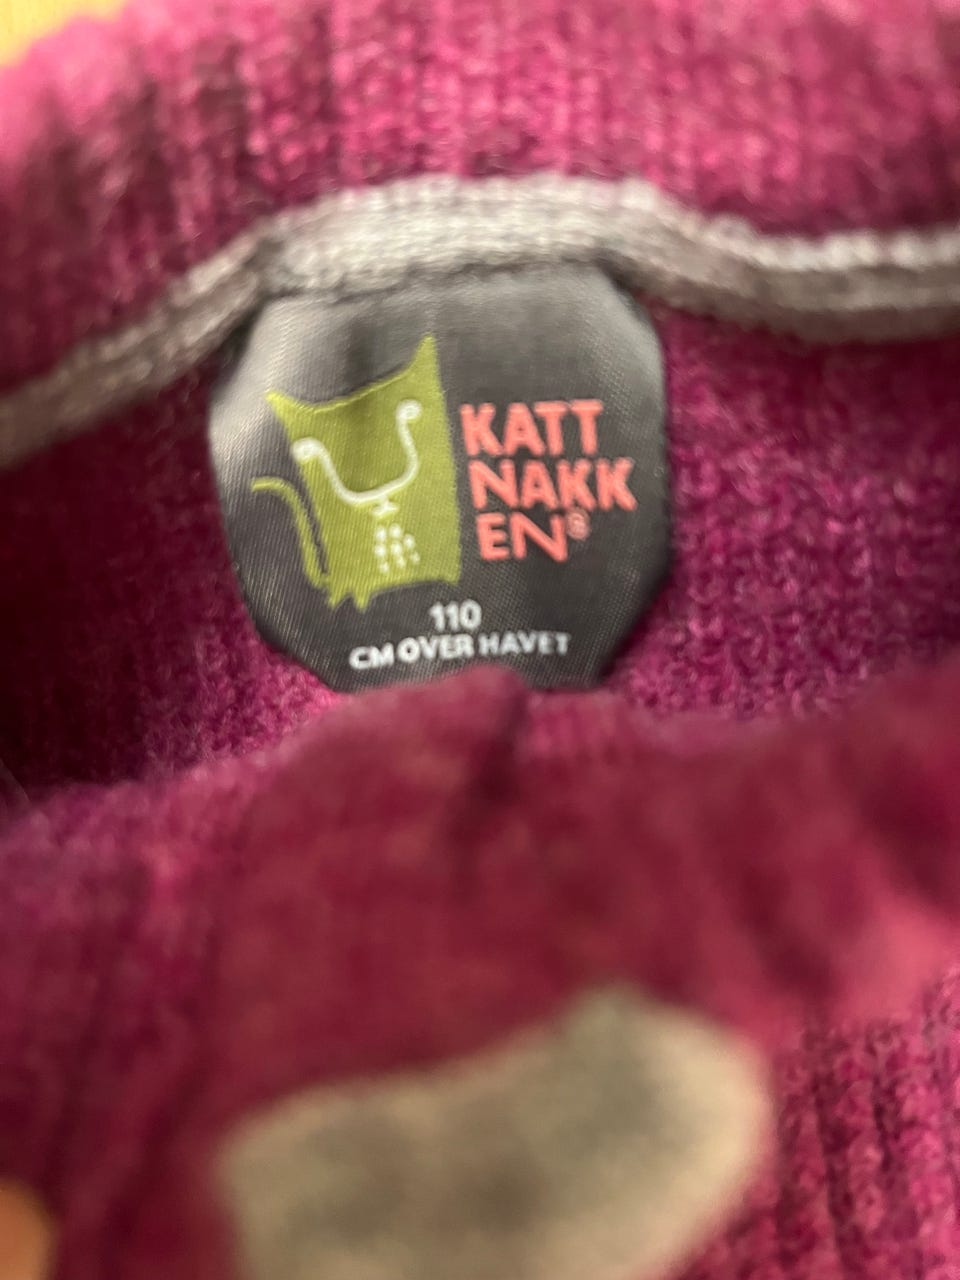 KATT
NAKK
EN®
110
CM OVER HAVET